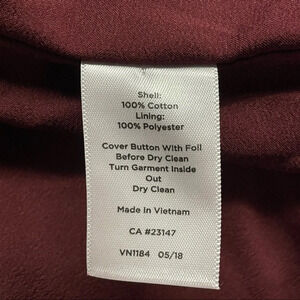 Shell:
100% Cotton
Lining:
100% Polyester
Cover Button With Foil
Before Dry Clean
Turn Garment Inside
Out
Dry Clean
Made in Vietnam
CA #23147
VN1184 05/18